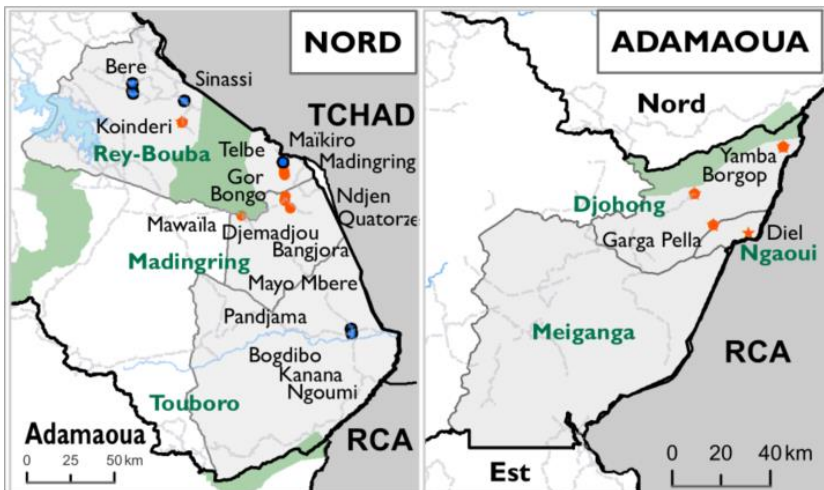 NORD
Bere
Sinassi
TCHAD
Koinderi
Telbe
Maïkiro
Rey-Bouba
Madingring
Gor
Bongo
Ndjen
Quatorze
Mawaïla
Djemadjou
Bangjora
Madingring
Mayo Mbere
Pandjama
Bogdibo
Kanana
Ngoumi
Touboro
Adamaoua
RCA
0 25 50 km
ADAMAOUA
Nord
Yamba
Borgop
Djohong
Garga Pella
Diel
Ngaoui
Meiganga
RCA
Est
0 20 40 km